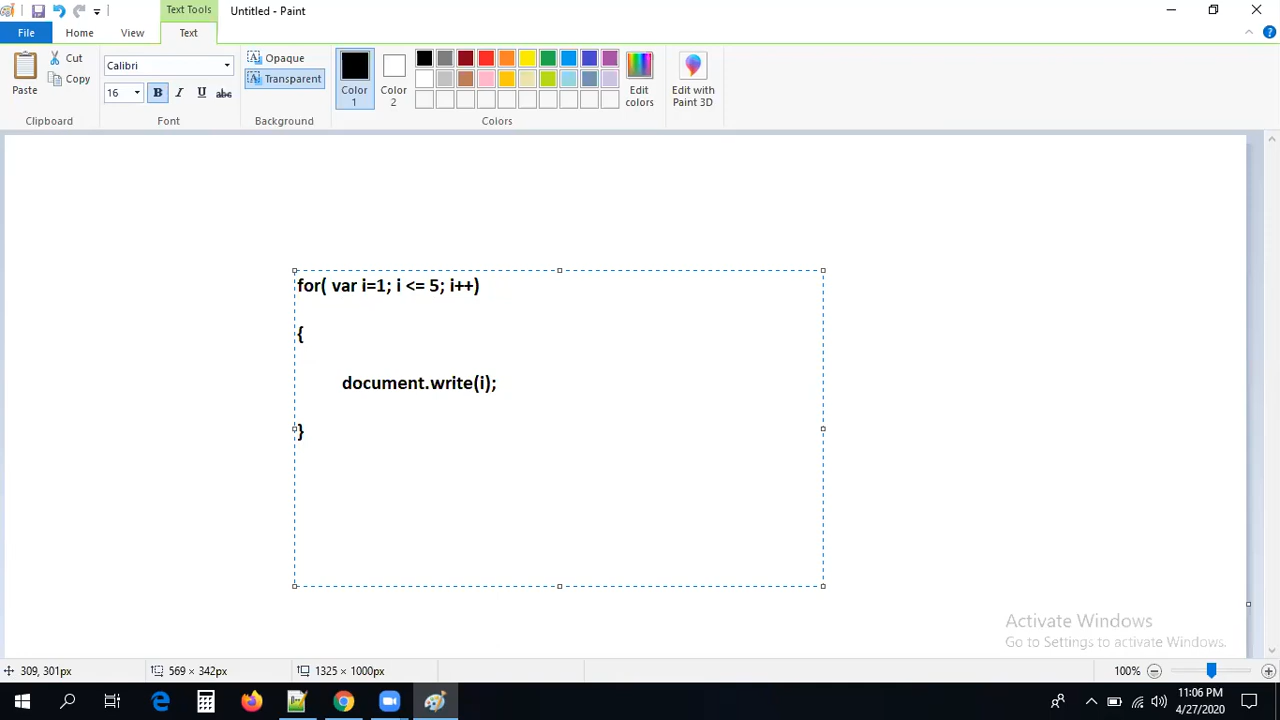 Text Tools
Untitled - Paint
File
Home
View
Text
Paste
Cut
Copy
Clipboard
Calibri
16
B
I
U
abc
Font
Opaque
Transparent
Background
Color
1
Color
2
Edit
colors
Colors
Edit with
Paint 3D
for( var i=1; i <= 5; i++)
{
document.write(i);
}
Activate Windows
Go to Settings to activate Windows.
309, 301px
569 × 342px
1325 × 1000px
100%
11:06 PM
4/27/2020